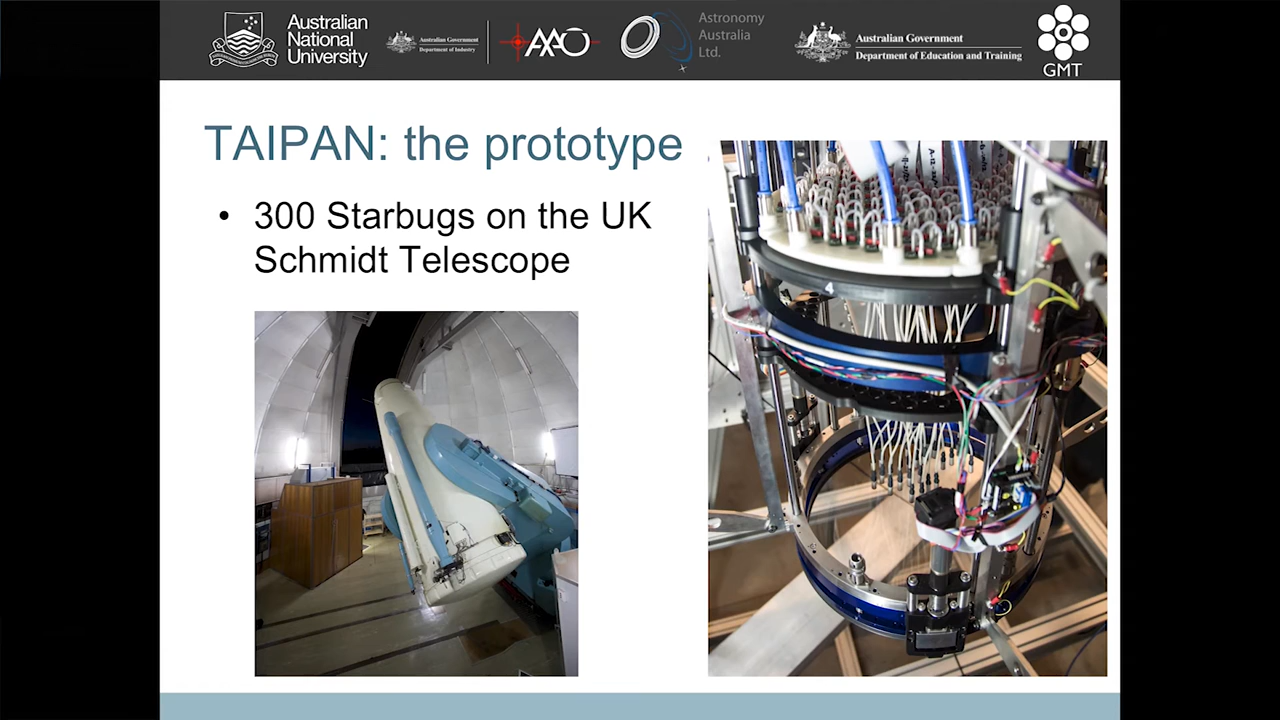 Australian
National
University
Australian Government
Department of Industry
AAO
Astronomy
Australia
Ltd.
Australian Government
Department of Education and Training
GMT
TAIPAN: the prototype
• 300 Starbugs on the UK
Schmidt Telescope
4